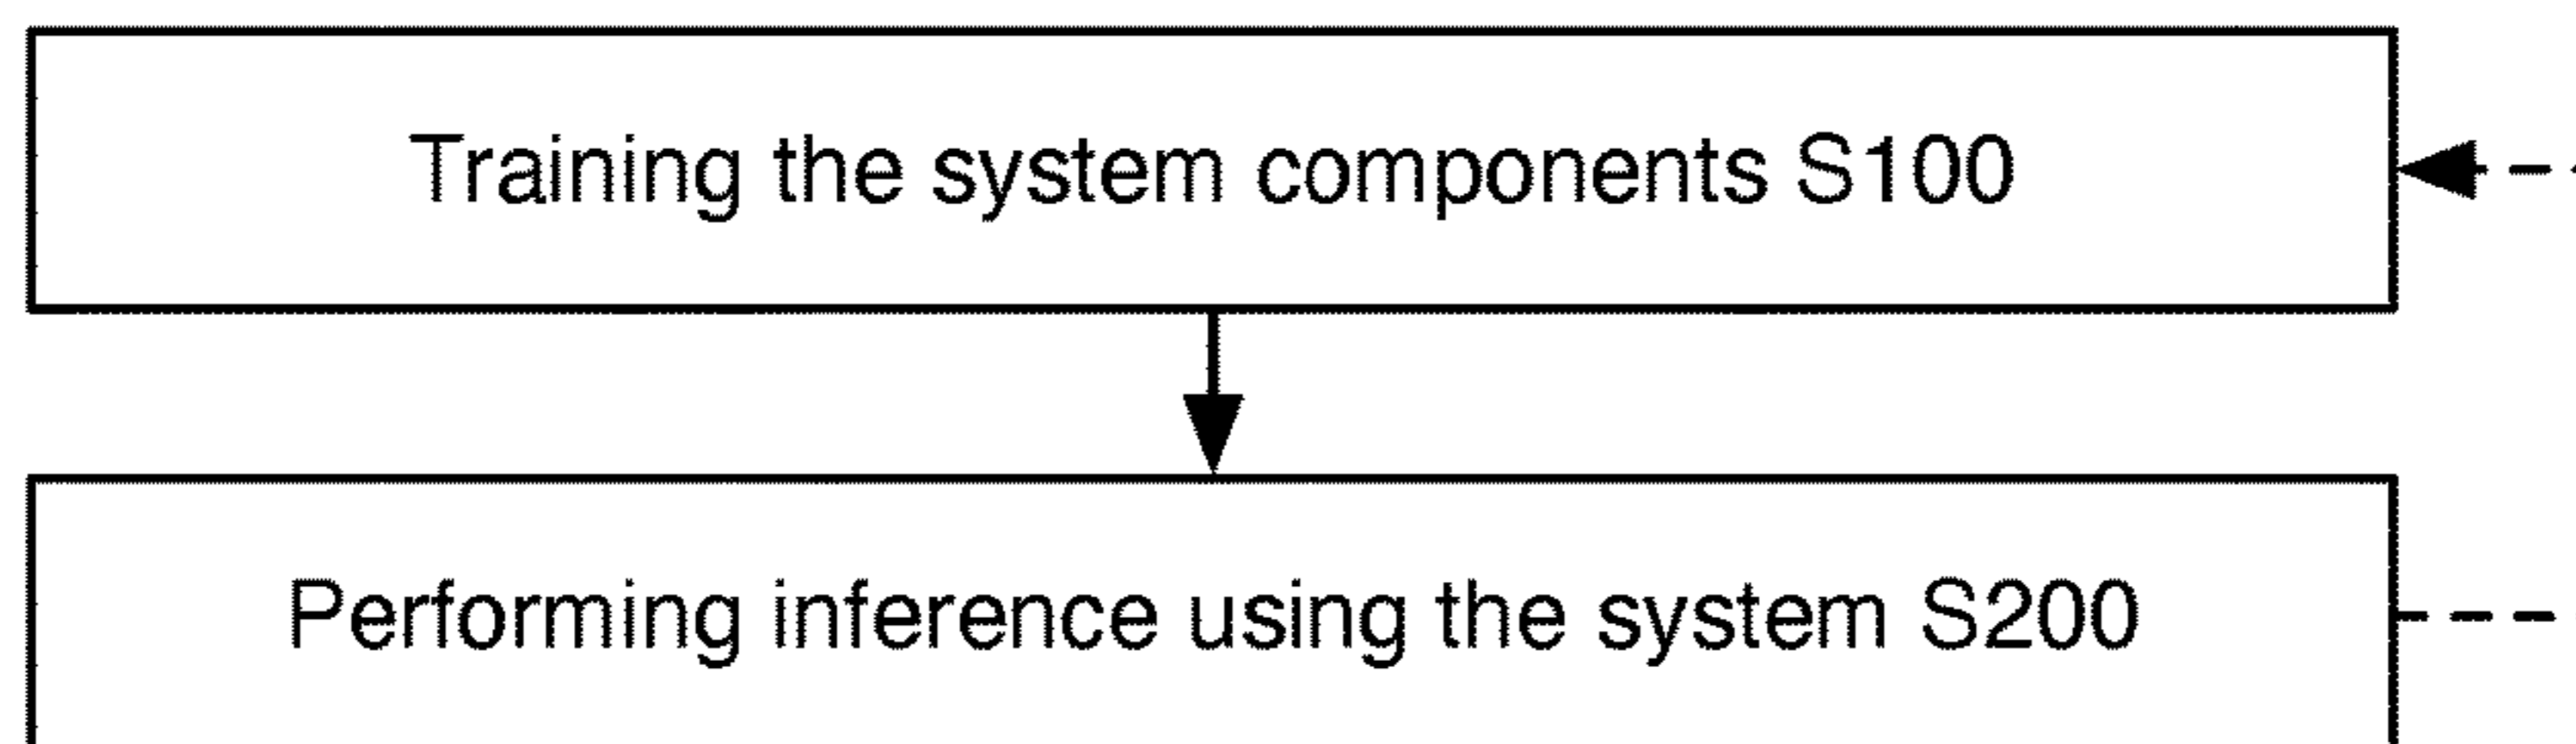 Training the system components S100
Performing inference using the system S200